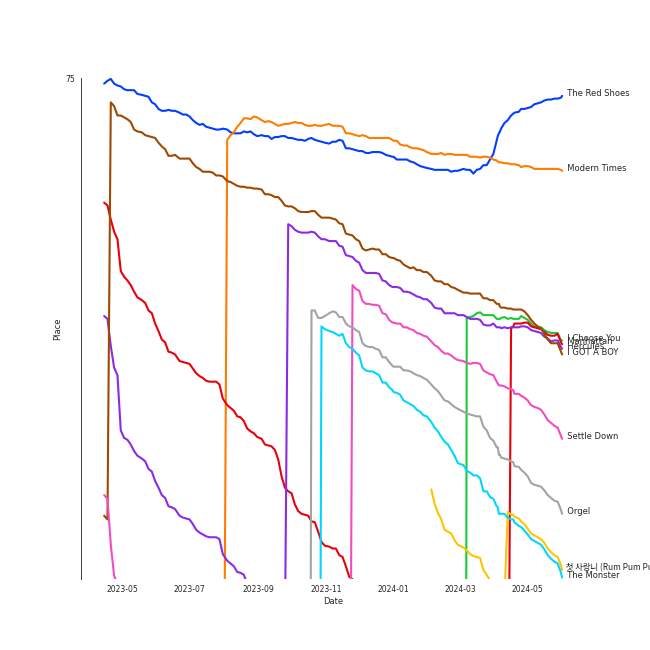 75
The Red Shoes
Modern Times
Place
I Choose You
Manhattan
Hercules
I GOT A BOY
Settle Down
Orgel
첫 사랑니 (Rum Pum Pu
The Monster
2023-05 2023-07 2023-09 2023-11 2024-01 2024-03 2024-05
Date